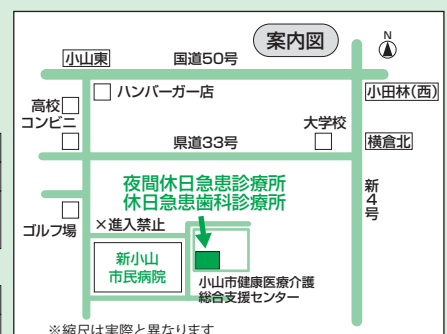 案内図
N
小山東
国道50号
ハンバーガー店
小田林(西)
高校
コンビニ
大学校
県道33号
横倉北
夜間休日急患診療所
休日急患歯科診療所
新4号
ゴルフ場
×進入禁止
新小山
市民病院
小山市健康医療介護
総合支援センター
※縮尺は実際と異なります